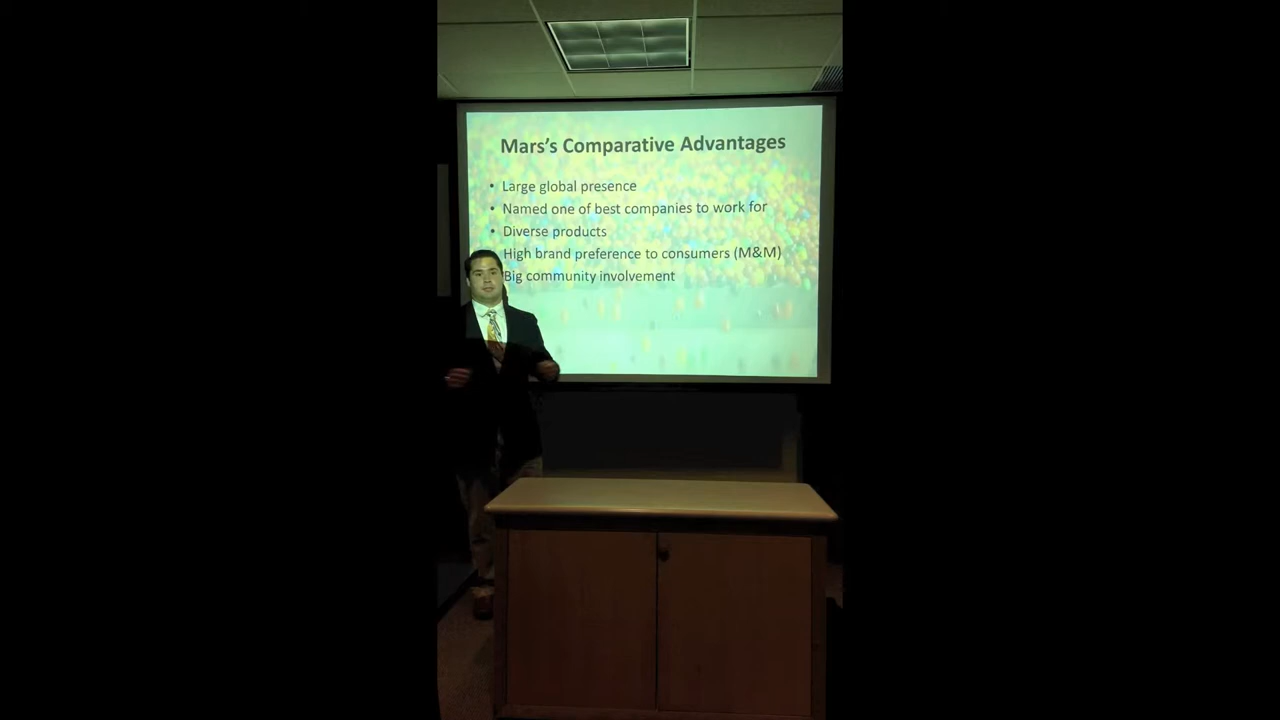 Mars's Comparative Advantages
• Large global presence
• Named one of best companies to work for
• Diverse products
High brand preference to consumers (M&M)
Big community involvement